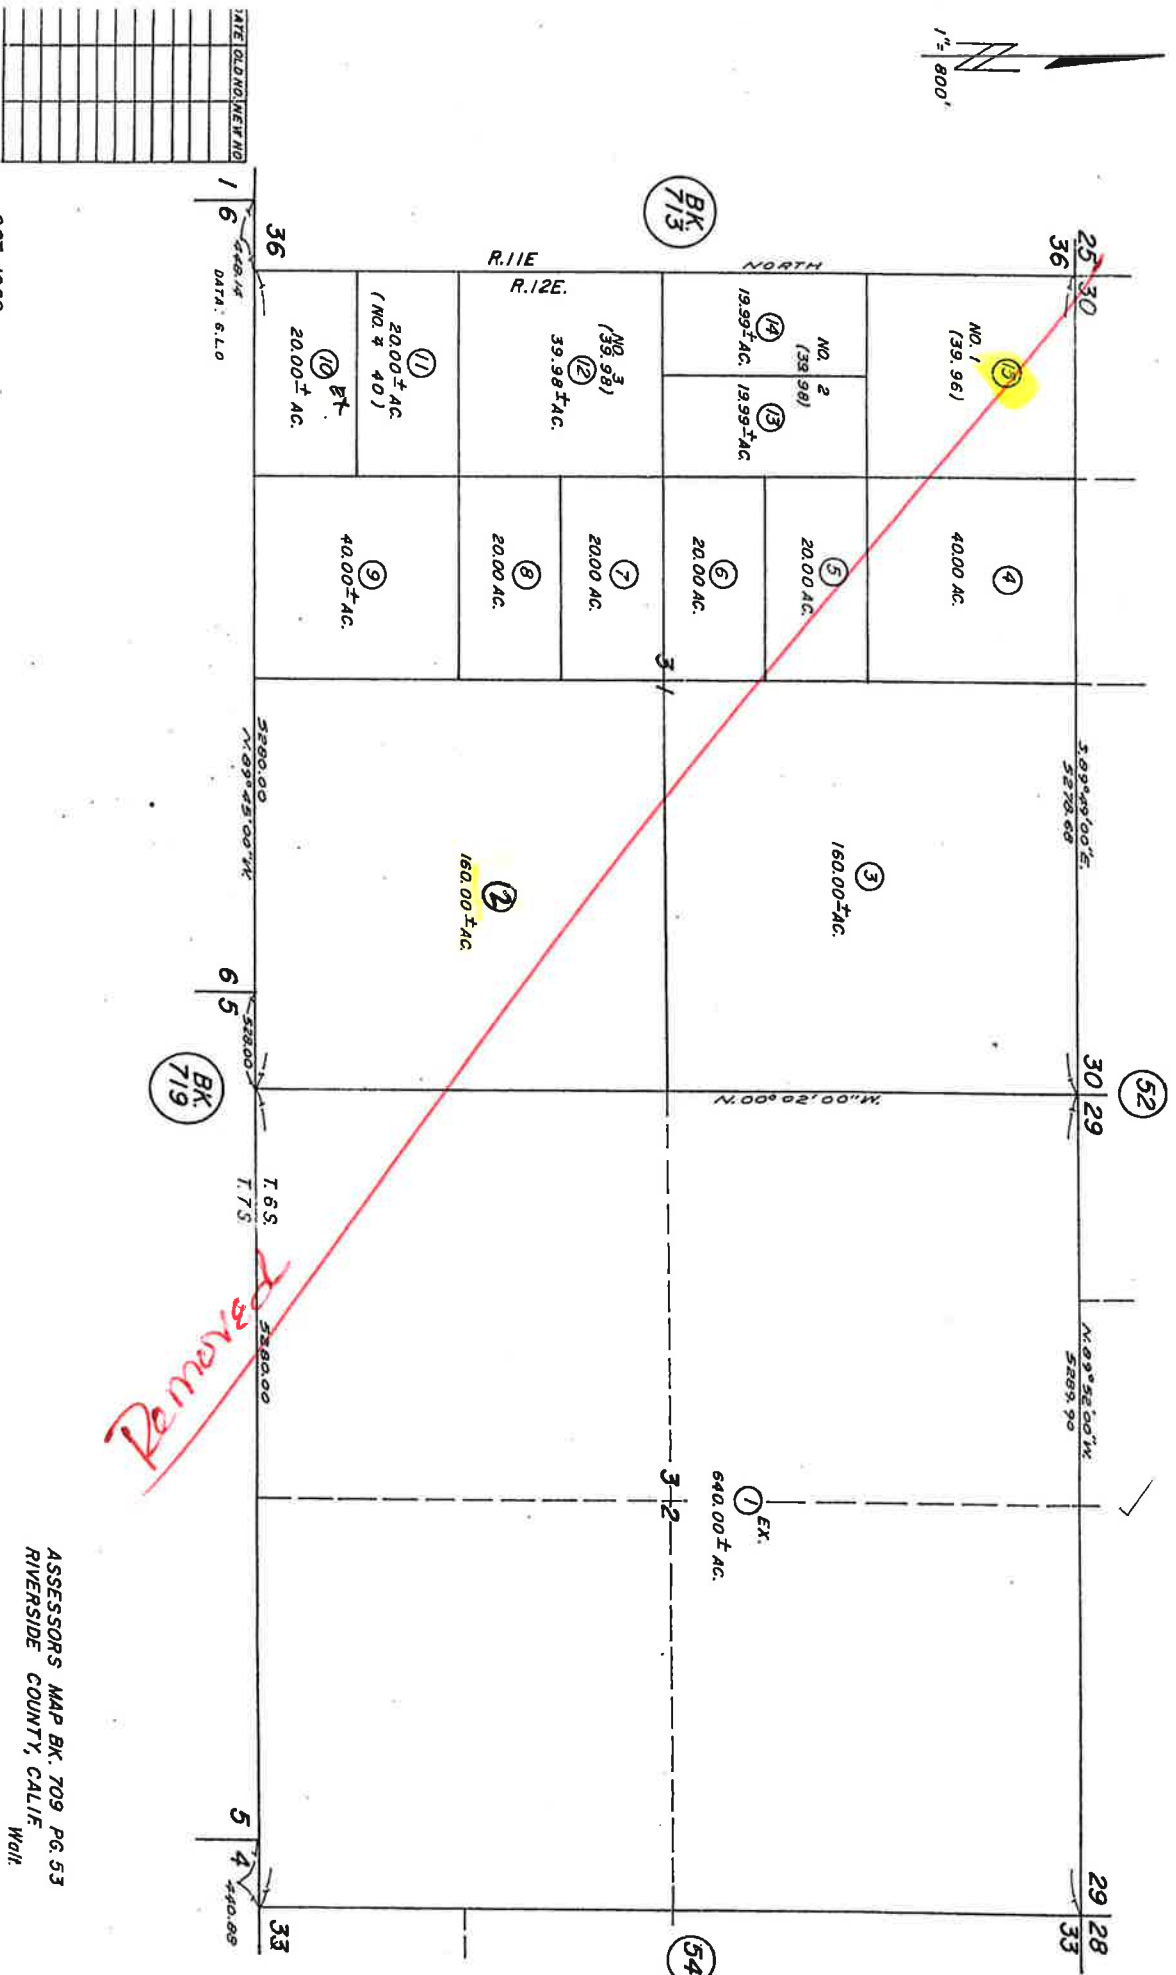 1" = 800'
BK. 713
25 30
36
S.89°49'00"E.
5278.68
52
30 29
N.89°52'00"W.
5289.90
29 28
33
NO. 1
(39.96)
15
4
40.00 AC.
3
160.00± AC.
NORTH
NO. 2
(39.98)
14
19.99± AC.
13
19.99± AC.
5
20.00 AC.
6
20.00 AC.
N.00°02'00"W.
1 EX.
640.00± AC.
R.11E
R.12E.
NO. 3
(39.98)
12
39.98± AC.
7
20.00 AC.
8
20.00 AC.
31
32
54
2
160.00± AC.
11
20.00± AC.
(NO. 4 40)
10
20.00± AC.
9
40.00± AC.
36
1 6
448.14
DATA: G.L.O
5280.00
N.89°45'00"W.
6 5
528.00
BK. 719
T.6S.
T.7S.
5280.00
Removed
5 4
440.88
33
DATE OLD NO. NEW NO
ASSESSORS MAP BK. 709 PG. 53
RIVERSIDE COUNTY, CALIF.
Walt.